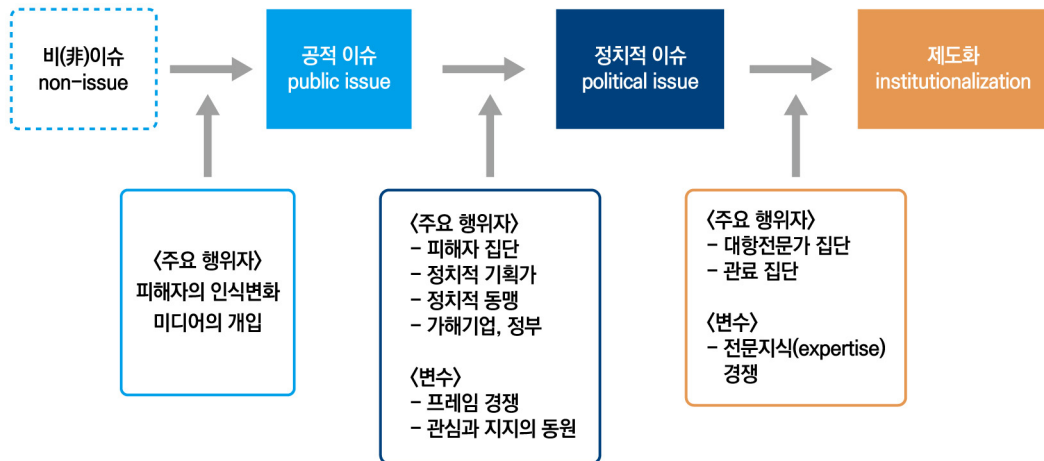 비(非)이슈
non-issue
공적 이슈
public issue
정치적 이슈
political issue
제도화
institutionalization
〈주요 행위자〉
피해자의 인식변화
미디어의 개입
〈주요 행위자〉
- 피해자 집단
- 정치적 기획가
- 정치적 동맹
- 가해기업, 정부
〈변수〉
- 프레임 경쟁
- 관심과 지지의 동원
〈주요 행위자〉
- 대항전문가 집단
- 관료 집단
〈변수〉
- 전문지식(expertise)
경쟁